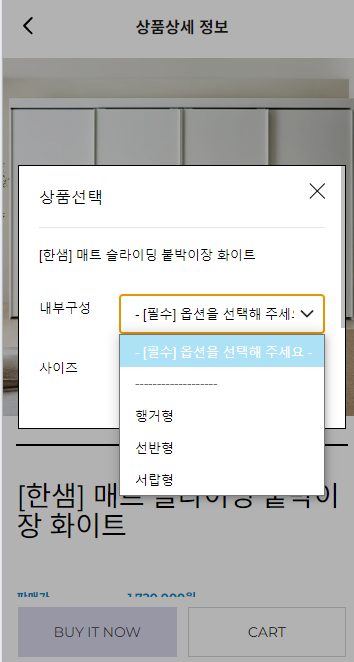 상품상세 정보
상품선택
[한샘] 매트 슬라이딩 붙박이장 화이트
내부구성
- [필수] 옵션을 선택해 주세요
- [필수] 옵션을 선택해 주세요 -
-------------------
사이즈
행거형
선반형
서랍형
[한샘] 매트 슬라이딩 붙박이
장 화이트
판매가 1,730,000원
BUY IT NOW
CART